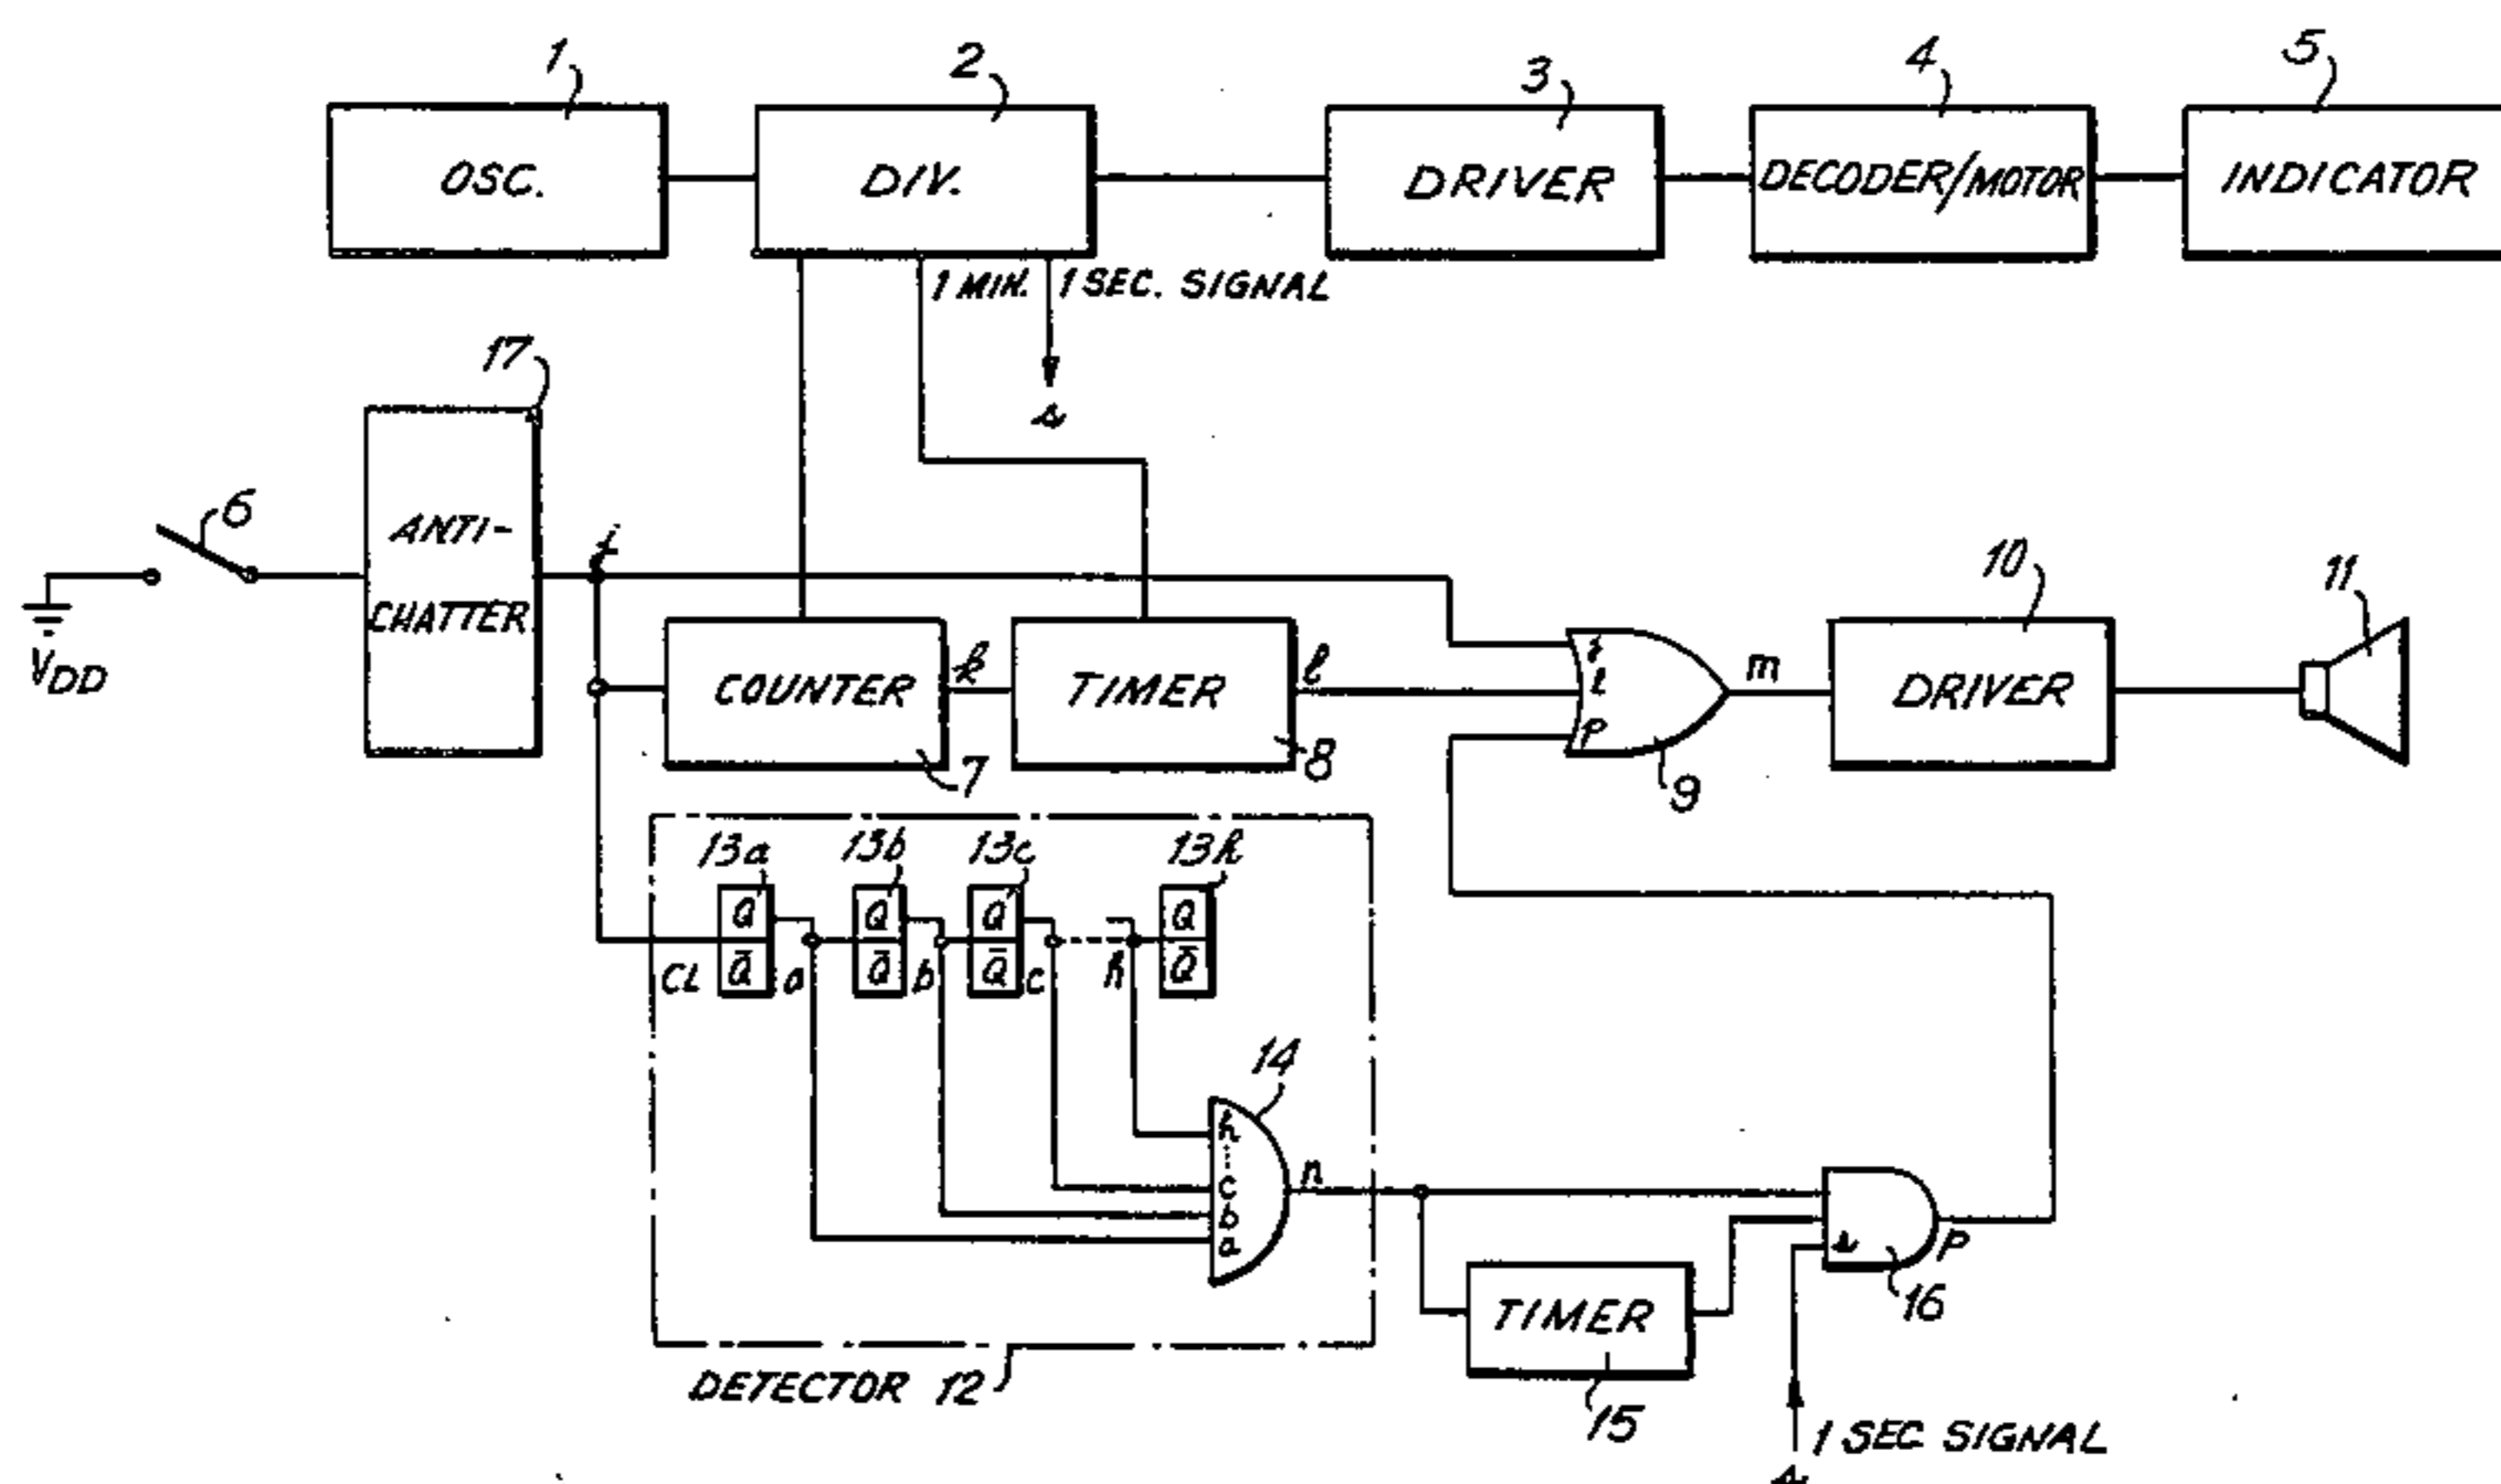 1 2 3 4 5
OSC. DIV. DRIVER DECODER/MOTOR INDICATOR
1 MIN. 1 SEC. SIGNAL
s
17
6
ANTI-
CHATTER
i
VDD
10
11
COUNTER k TIMER l
i
l
p
m
DRIVER
7 8 9
13a 13b 13c 13h
Q Q Q Q
CL Q̄ a Q̄ b Q̄ c h Q̄
14
h
c
b
a
n
s
p
16
TIMER
15
DETECTOR 12
1 SEC SIGNAL
s